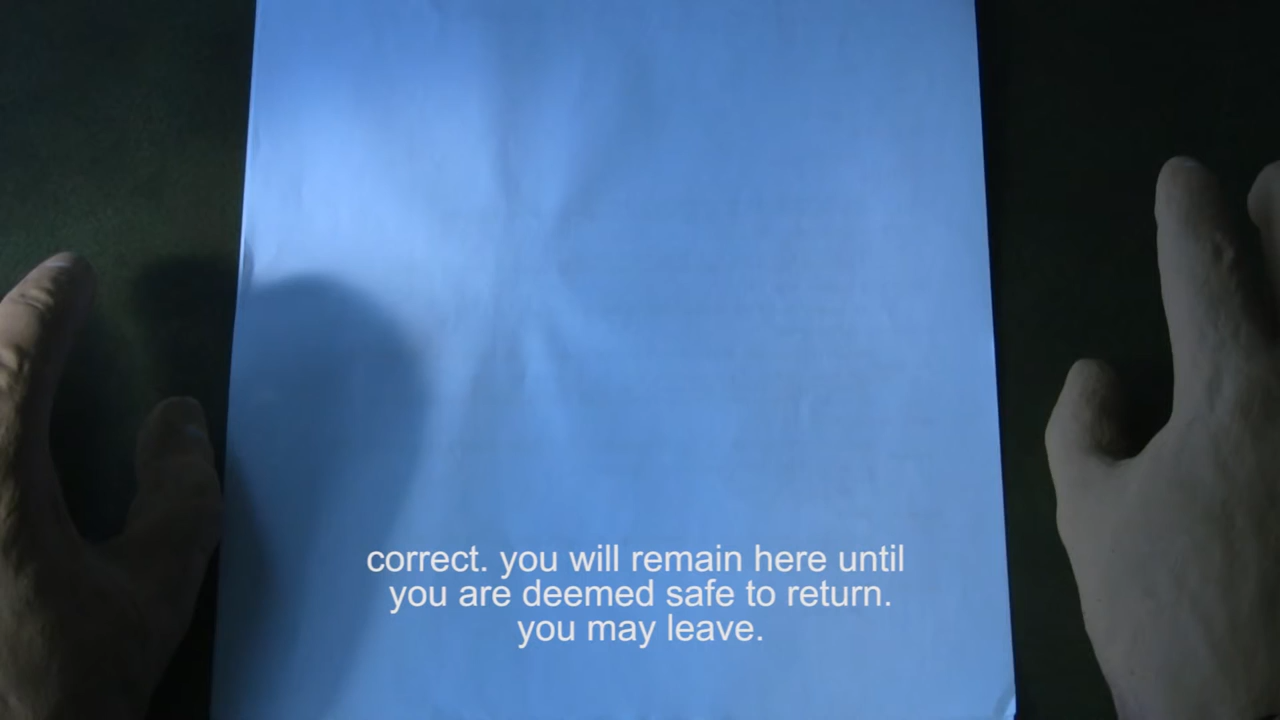 correct. you will remain here until
you are deemed safe to return.
you may leave.